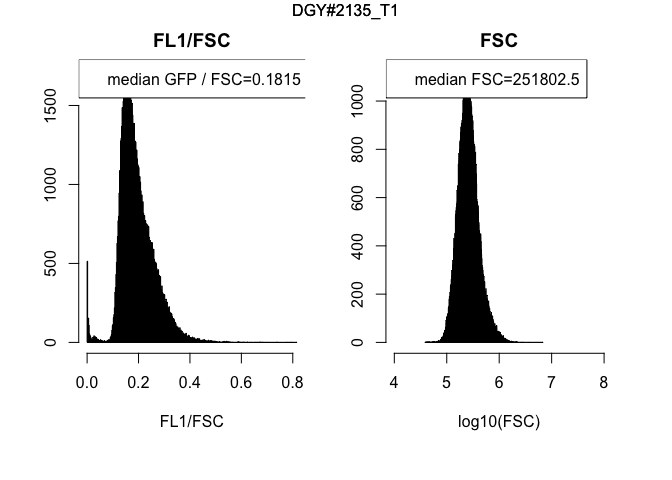 DGY#2135_T1
FL1/FSC
median GFP / FSC=0.1815
1500
1000
500
0
0.0 0.2 0.4 0.6 0.8
FL1/FSC
FSC
median FSC=251802.5
1000
800
600
400
200
0
4 5 6 7 8
log10(FSC)